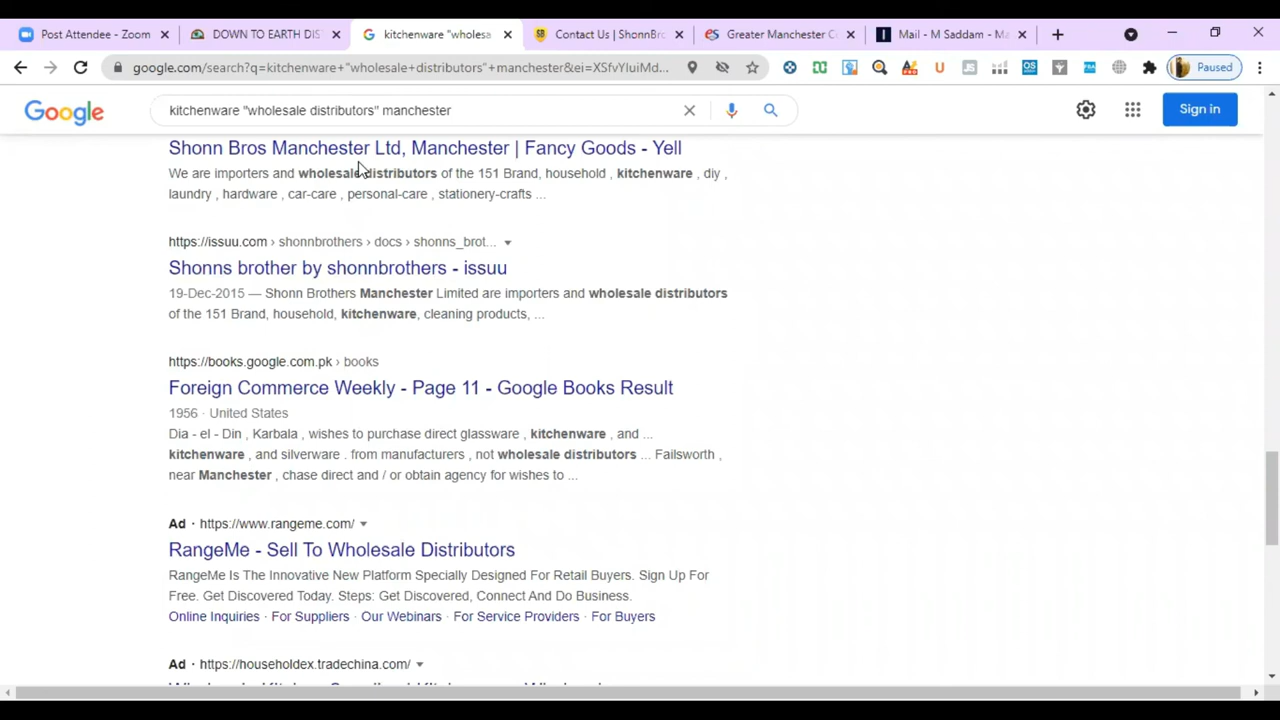 Post Attendee - Zoom
DOWN TO EARTH DIS
kitchenware "wholesa
Contact Us | ShonnBro
Greater Manchester C
Mail - M Saddam - Ma
google.com/search?q=kitchenware+"wholesale+distributors"+manchester&ei=XSfvYIuiMd...
Paused
Google
kitchenware "wholesale distributors" manchester
Sign in
Shonn Bros Manchester Ltd, Manchester | Fancy Goods - Yell
We are importers and wholesale distributors of the 151 Brand, household , kitchenware , diy ,
laundry , hardware , car-care , personal-care , stationery-crafts ...
https://issuu.com › shonnbrothers › docs › shonns_brot...
Shonns brother by shonnbrothers - issuu
19-Dec-2015 — Shonn Brothers Manchester Limited are importers and wholesale distributors
of the 151 Brand, household, kitchenware, cleaning products, ...
https://books.google.com.pk › books
Foreign Commerce Weekly - Page 11 - Google Books Result
1956 · United States
Dia - el - Din , Karbala , wishes to purchase direct glassware , kitchenware , and ...
kitchenware , and silverware . from manufacturers , not wholesale distributors ... Failsworth ,
near Manchester , chase direct and / or obtain agency for wishes to ...
Ad · https://www.rangeme.com/
RangeMe - Sell To Wholesale Distributors
RangeMe Is The Innovative New Platform Specially Designed For Retail Buyers. Sign Up For
Free. Get Discovered Today. Steps: Get Discovered, Connect And Do Business.
Online Inquiries · For Suppliers · Our Webinars · For Service Providers · For Buyers
Ad · https://householdex.tradechina.com/